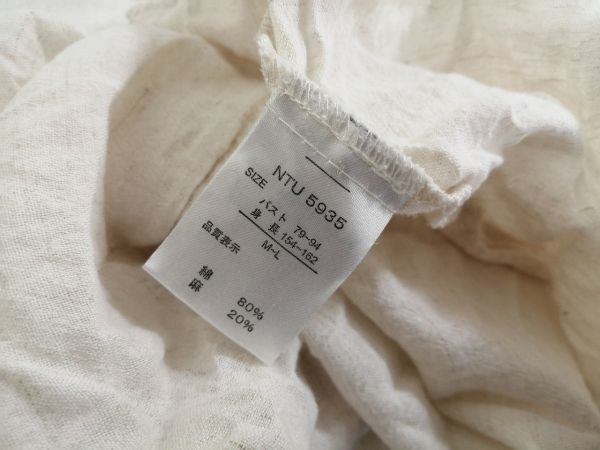 NTU 5935
SIZE
バスト 79-94
身 長 154-162
M-L
品質表示
綿 80%
麻 20%